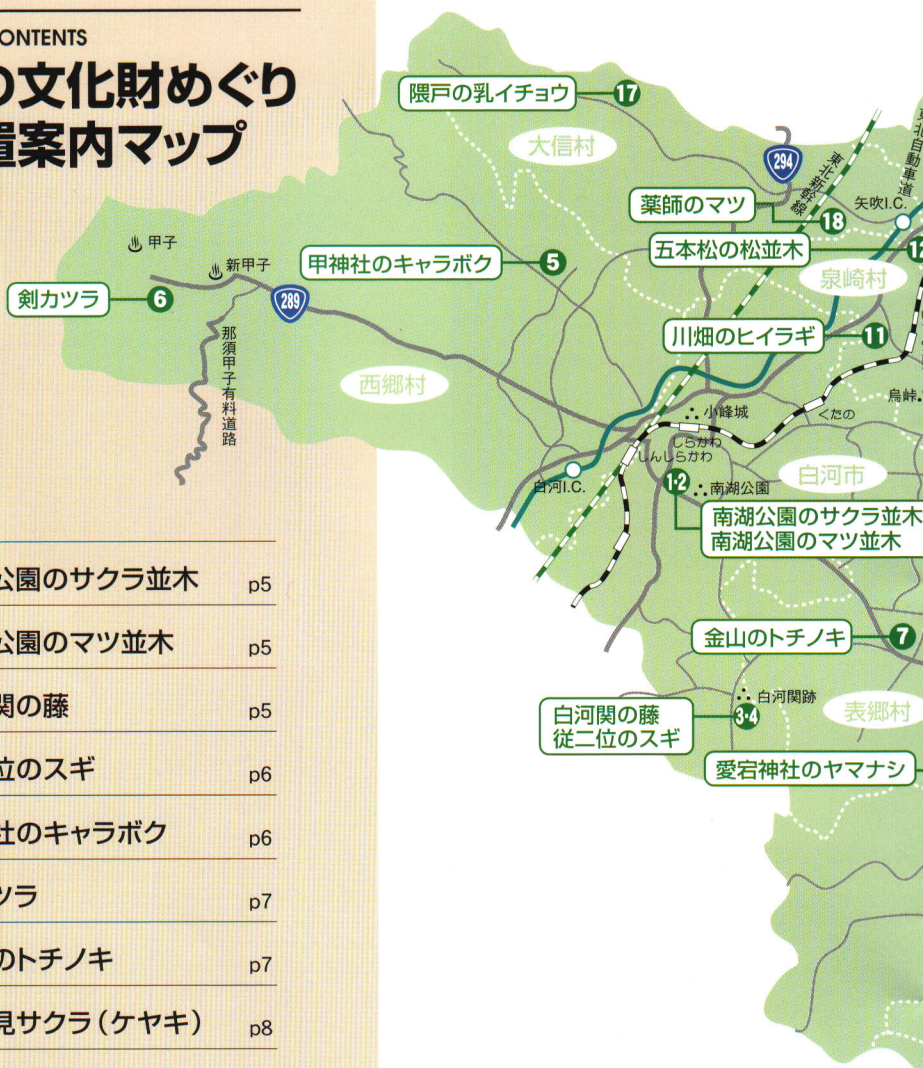 ONTENTS
の文化財めぐり
置案内マップ
公園のサクラ並木 p5
公園のマツ並木 p5
関の藤 p5
位のスギ p6
社のキャラボク p6
ツラ p7
のトチノキ p7
見サクラ（ケヤキ） p8
隈戸の乳イチョウ 17
大信村
294
東北新幹線
東北自動車道
矢吹I.C.
薬師のマツ 18
五本松の松並木
泉崎村
甲子
新甲子
甲神社のキャラボク 5
剣カツラ 6
289
那須甲子有料道路
川畑のヒイラギ 11
西郷村
烏峠
小峰城
くたの
しらかわ
しんしらかわ
白河市
白河I.C.
1・2
南湖公園
南湖公園のサクラ並木
南湖公園のマツ並木
金山のトチノキ 7
白河関跡
白河関の藤
従二位のスギ
3・4
表郷村
愛宕神社のヤマナシ